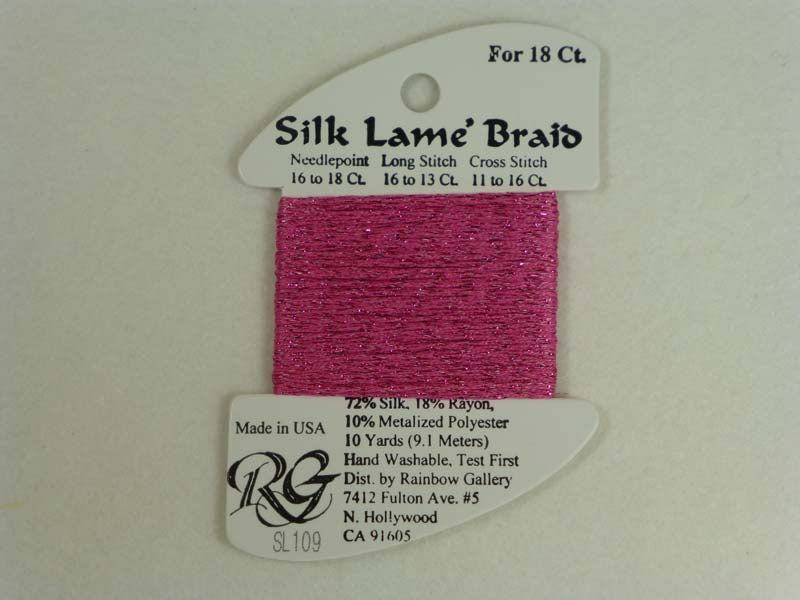 For 18 Ct.
Silk Lamé Braid
Needlepoint Long Stitch Cross Stitch
16 to 18 Ct. 16 to 13 Ct. 11 to 16 Ct.
72% Silk, 18% Rayon,
10% Metalized Polyester
10 Yards (9.1 Meters)
Hand Washable, Test First
Dist. by Rainbow Gallery
7412 Fulton Ave. #5
N. Hollywood
CA 91605
Made in USA
RG
SL109